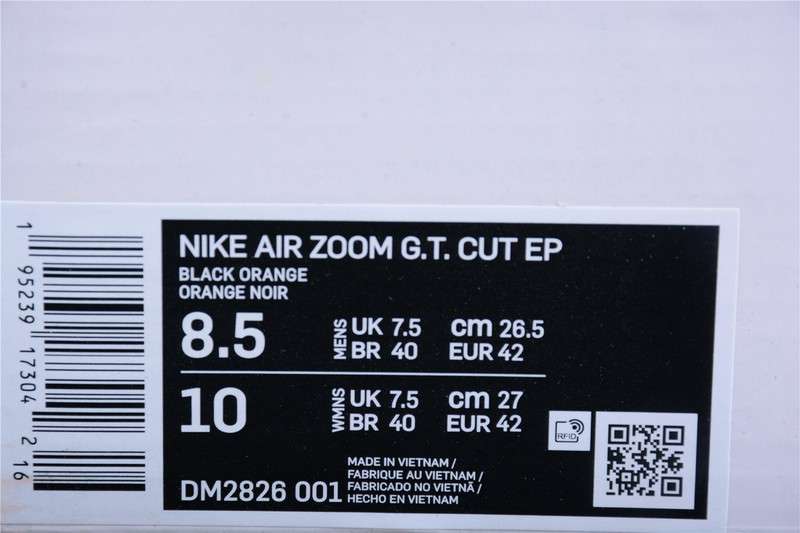 1 95239 17304 2 16
NIKE AIR ZOOM G.T. CUT EP
BLACK ORANGE
ORANGE NOIR
8.5 MENS UK 7.5 cm 26.5
BR 40 EUR 42
10 WMNS UK 7.5 cm 27
BR 40 EUR 42
RFID
DM2826 001
MADE IN VIETNAM /
FABRIQUE AU VIETNAM /
FABRICADO NO VIETNÃ /
HECHO EN VIETNAM